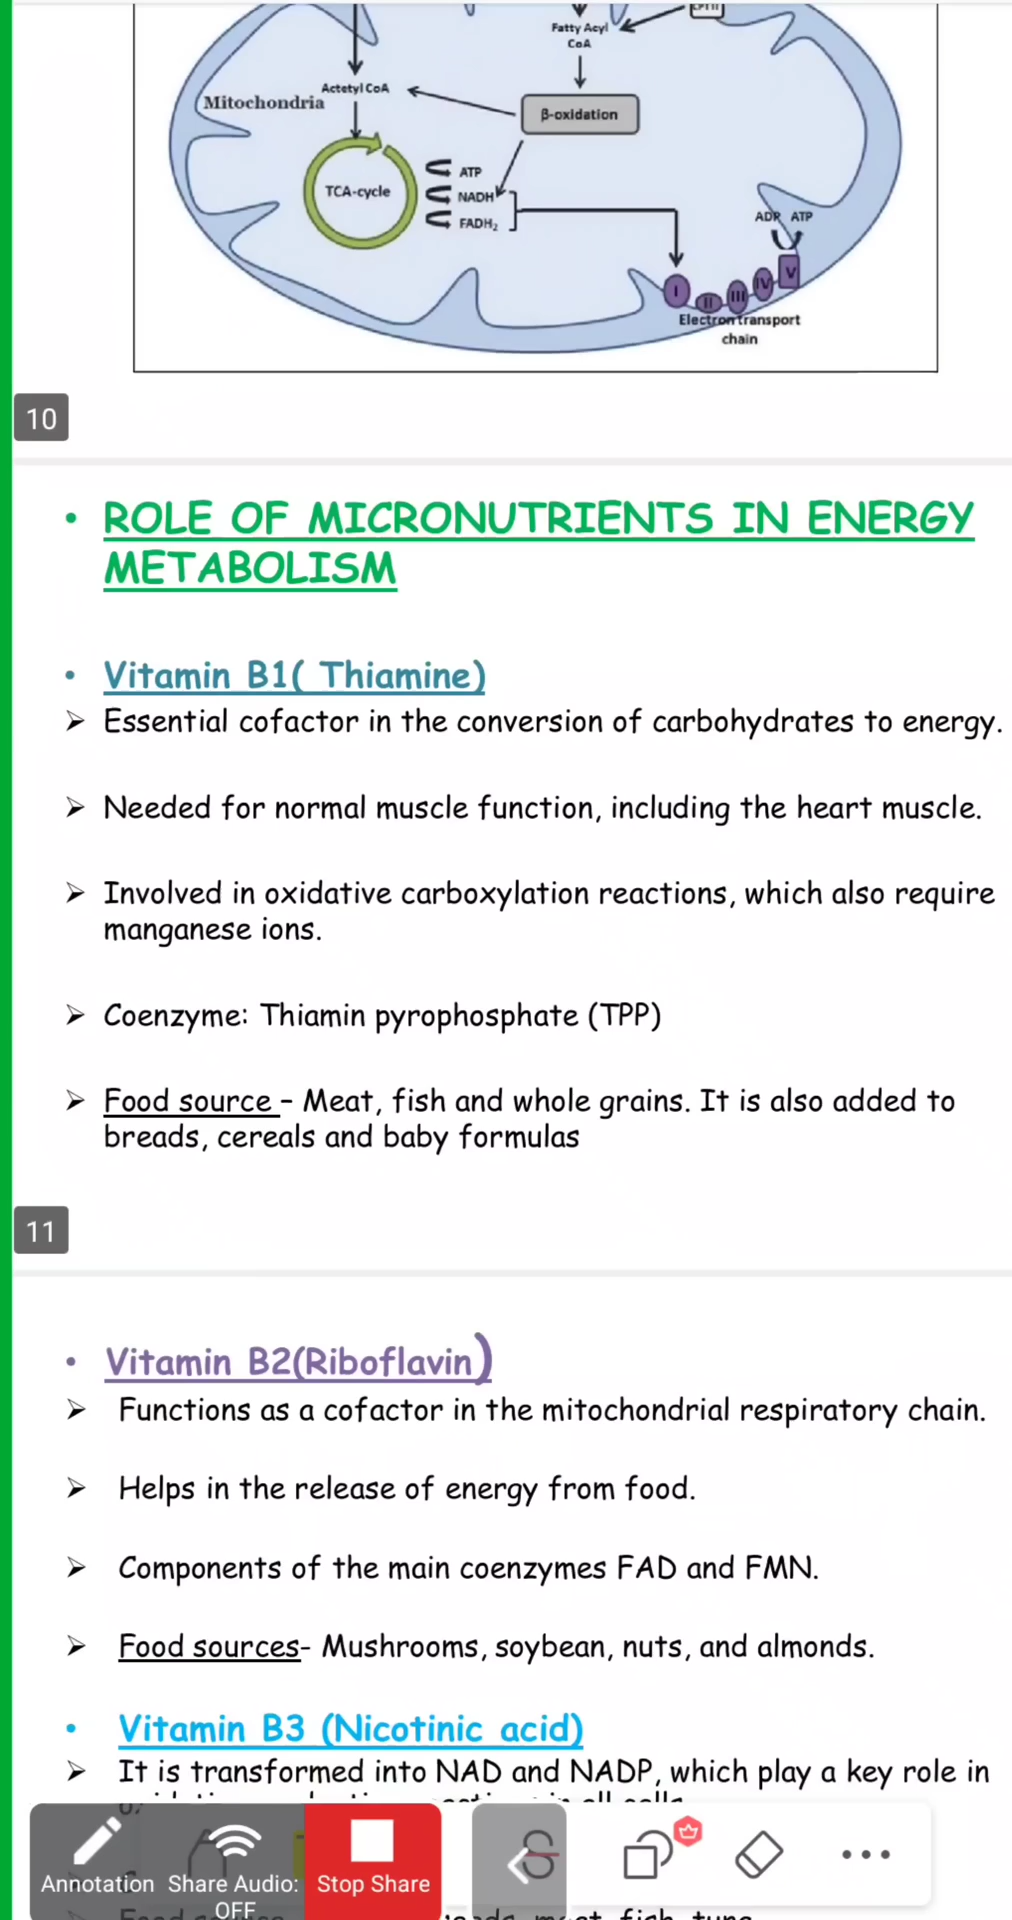 CPTII
Fatty Acyl
CoA
Actetyl CoA
Mitochondria
β-oxidation
TCA-cycle
ATP
NADH
FADH₂
ADP ATP
I II III IV V
Electron transport
chain
10
• ROLE OF MICRONUTRIENTS IN ENERGY
METABOLISM
• Vitamin B1( Thiamine)
➢ Essential cofactor in the conversion of carbohydrates to energy.
➢ Needed for normal muscle function, including the heart muscle.
➢ Involved in oxidative carboxylation reactions, which also require
manganese ions.
➢ Coenzyme: Thiamin pyrophosphate (TPP)
➢ Food source – Meat, fish and whole grains. It is also added to
breads, cereals and baby formulas
11
• Vitamin B2(Riboflavin)
➢ Functions as a cofactor in the mitochondrial respiratory chain.
➢ Helps in the release of energy from food.
➢ Components of the main coenzymes FAD and FMN.
➢ Food sources- Mushrooms, soybean, nuts, and almonds.
• Vitamin B3 (Nicotinic acid)
➢ It is transformed into NAD and NADP, which play a key role in
in all cells
Annotation Share Audio: Stop Share
OFF
meat fish tuna